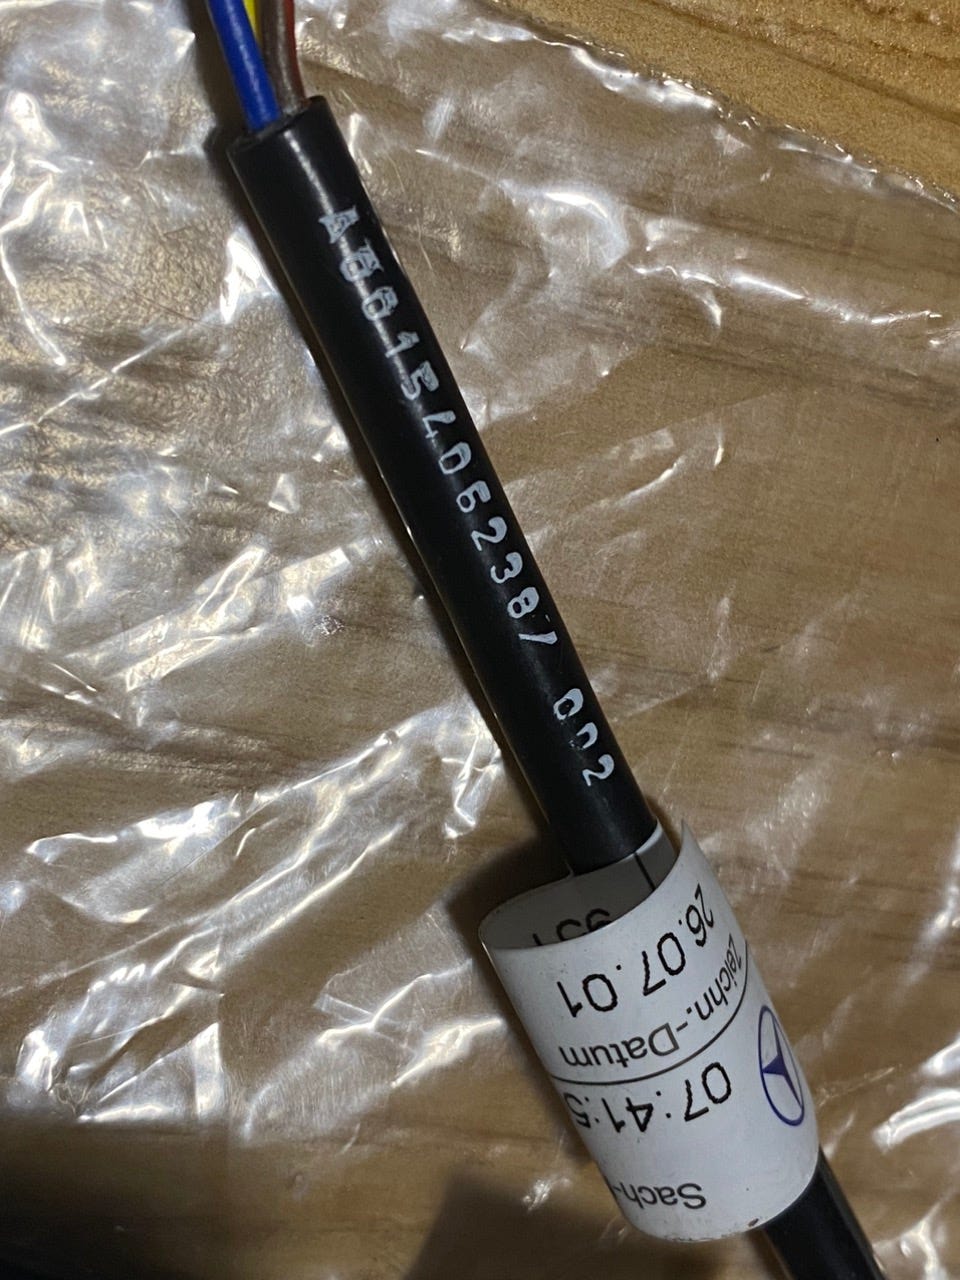 A0015406238/ 002
Sach-
07:41:5
Zeichn.-Datum
26.07.01